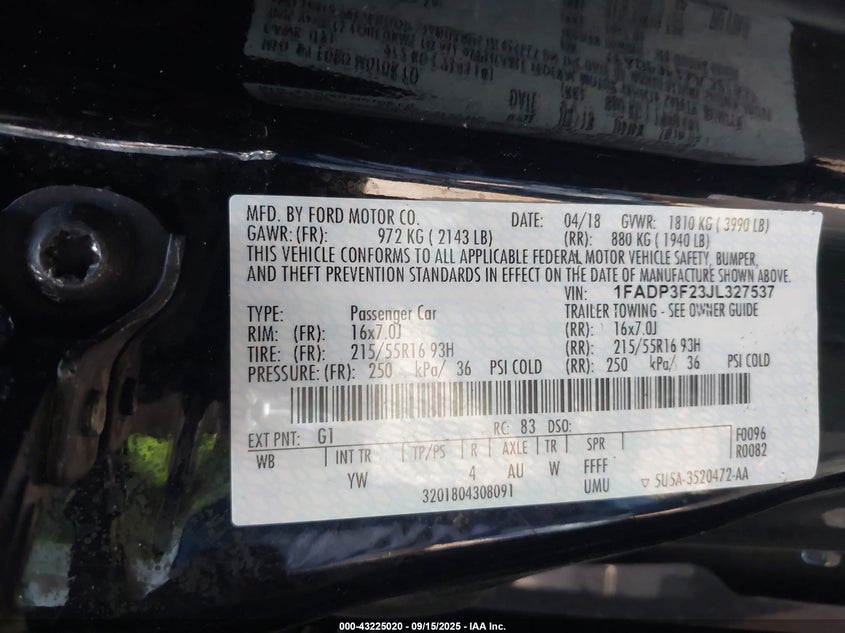 MFD. BY FORD MOTOR CO. DATE: 04/18 GVWR: 1810 KG ( 3990 LB)
GAWR: (FR): 972 KG ( 2143 LB) (RR): 880 KG ( 1940 LB)
THIS VEHICLE CONFORMS TO ALL APPLICABLE FEDERAL MOTOR VEHICLE SAFETY, BUMPER,
AND THEFT PREVENTION STANDARDS IN EFFECT ON THE DATE OF MANUFACTURE SHOWN ABOVE.
VIN: 1FADP3F23JL327537
TYPE: Passenger Car TRAILER TOWING - SEE OWNER GUIDE
RIM: (FR): 16x7.0J (RR): 16x7.0J
TIRE: (FR): 215/55R16 93H (RR): 215/55R16 93H
PRESSURE: (FR): 250 kPa/ 36 PSI COLD (RR): 250 kPa/ 36 PSI COLD
EXT PNT: G1 RC: 83 DSO: F0096
WB INT TR TP/PS R AXLE TR SPR R0082
YW 4 AU W FFFF
3201804308091 UMU ▽ 5U5A-3520472-AA
000-43225020 - 09/15/2025 - IAA Inc.